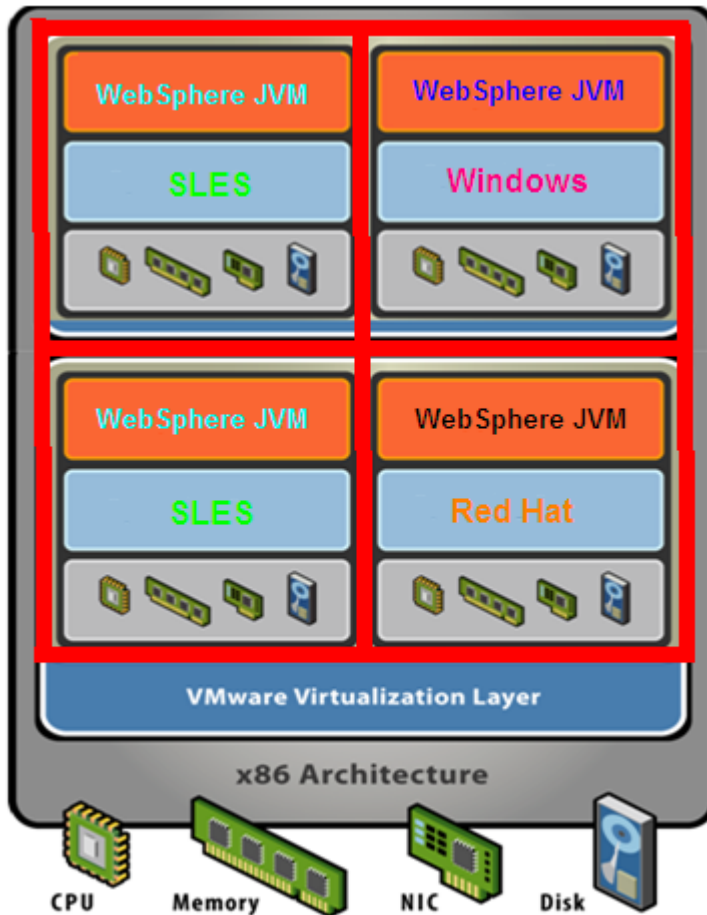 WebSphere JVM
WebSphere JVM
SLES
Windows
WebSphere JVM
WebSphere JVM
SLES
Red Hat
VMware Virtualization Layer
x86 Architecture
CPU
Memory
NIC
Disk